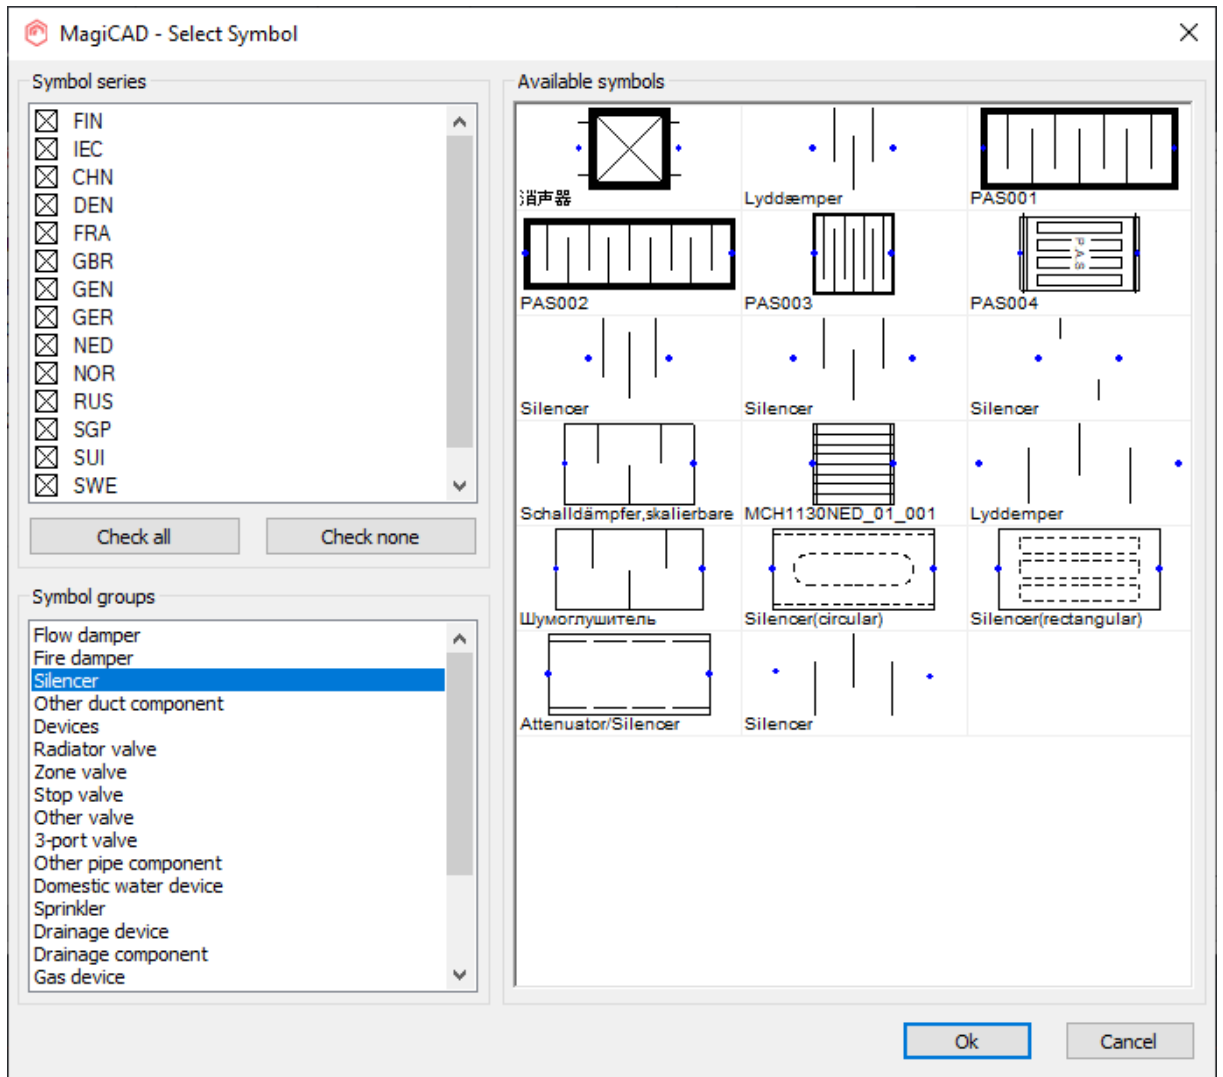 MagiCAD - Select Symbol
Symbol series
FIN
IEC
CHN
DEN
FRA
GBR
GEN
GER
NED
NOR
RUS
SGP
SUI
SWE
Check all
Check none
Symbol groups
Flow damper
Fire damper
Silencer
Other duct component
Devices
Radiator valve
Zone valve
Stop valve
Other valve
3-port valve
Other pipe component
Domestic water device
Sprinkler
Drainage device
Drainage component
Gas device
Available symbols
消声器
Lyddæmper
PAS001
PAS002
PAS003
PAS
PAS004
Silencer
Silencer
Silencer
Schalldämpfer,skalierbare
MCH1130NED_01_001
Lyddemper
Шумоглушитель
Silencer(circular)
Silencer(rectangular)
Attenuator/Silencer
Silencer
Ok
Cancel